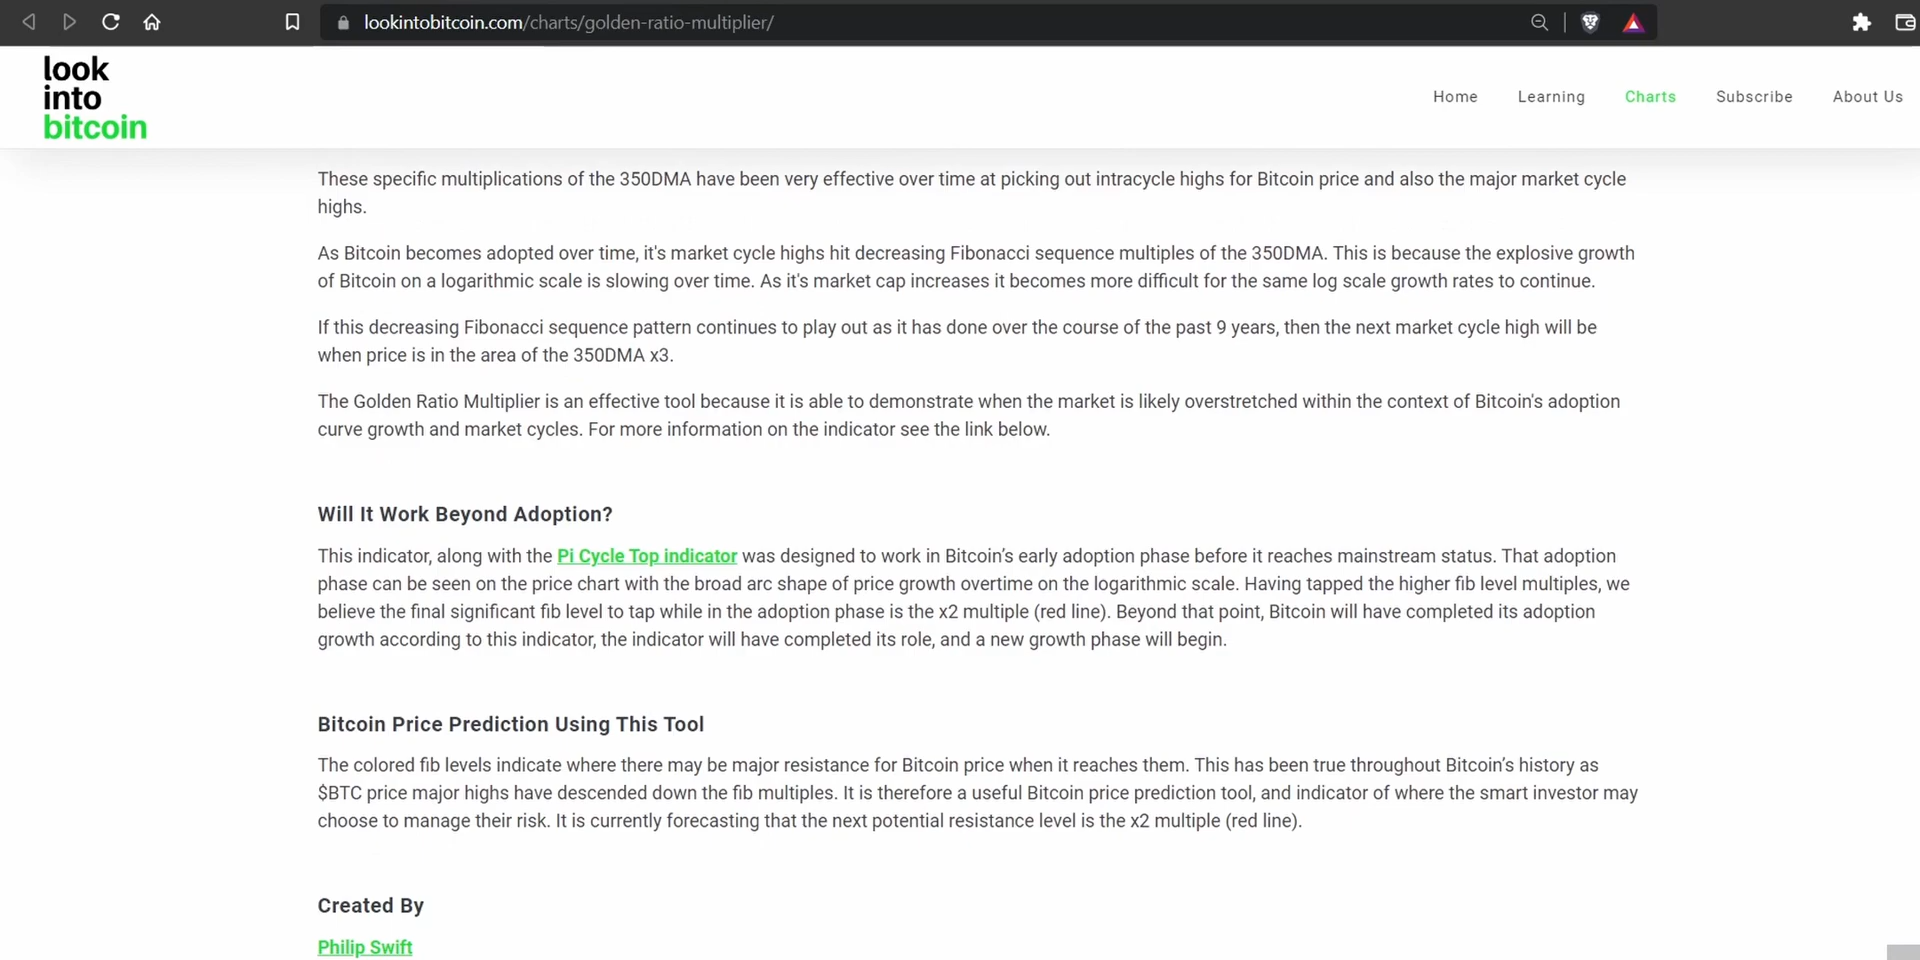 lookintobitcoin.com/charts/golden-ratio-multiplier/
look
into
bitcoin
Home Learning Charts Subscribe About Us
These specific multiplications of the 350DMA have been very effective over time at picking out intracycle highs for Bitcoin price and also the major market cycle
highs.
As Bitcoin becomes adopted over time, it's market cycle highs hit decreasing Fibonacci sequence multiples of the 350DMA. This is because the explosive growth
of Bitcoin on a logarithmic scale is slowing over time. As it's market cap increases it becomes more difficult for the same log scale growth rates to continue.
If this decreasing Fibonacci sequence pattern continues to play out as it has done over the course of the past 9 years, then the next market cycle high will be
when price is in the area of the 350DMA x3.
The Golden Ratio Multiplier is an effective tool because it is able to demonstrate when the market is likely overstretched within the context of Bitcoin's adoption
curve growth and market cycles. For more information on the indicator see the link below.
Will It Work Beyond Adoption?
This indicator, along with the Pi Cycle Top indicator was designed to work in Bitcoin’s early adoption phase before it reaches mainstream status. That adoption
phase can be seen on the price chart with the broad arc shape of price growth overtime on the logarithmic scale. Having tapped the higher fib level multiples, we
believe the final significant fib level to tap while in the adoption phase is the x2 multiple (red line). Beyond that point, Bitcoin will have completed its adoption
growth according to this indicator, the indicator will have completed its role, and a new growth phase will begin.
Bitcoin Price Prediction Using This Tool
The colored fib levels indicate where there may be major resistance for Bitcoin price when it reaches them. This has been true throughout Bitcoin’s history as
$BTC price major highs have descended down the fib multiples. It is therefore a useful Bitcoin price prediction tool, and indicator of where the smart investor may
choose to manage their risk. It is currently forecasting that the next potential resistance level is the x2 multiple (red line).
Created By
Philip Swift